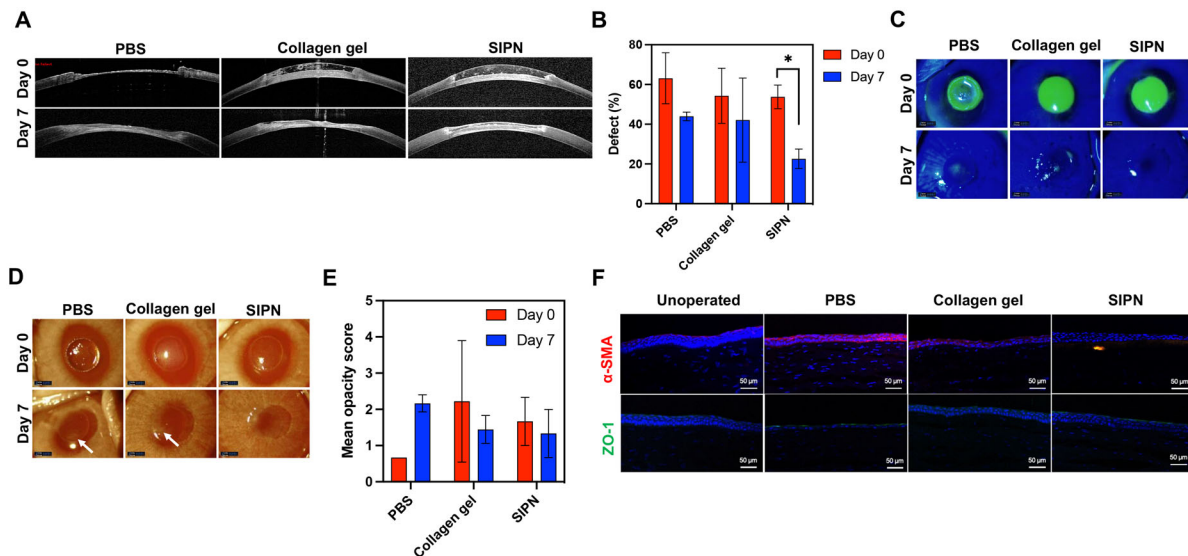 A
PBS
Collagen gel
SIPN
Day 0
Day 7
B
Defect (%)
80
60
40
20
0
*
Day 0
Day 7
PBS
Collagen gel
SIPN
C
PBS
Collagen gel
SIPN
Day 0
Day 7
D
PBS
Collagen gel
SIPN
Day 0
Day 7
E
Mean opacity score
5
4
3
2
1
0
Day 0
Day 7
PBS
Collagen gel
SIPN
F
Unoperated
PBS
Collagen gel
SIPN
α-SMA
50 μm
50 μm
50 μm
50 μm
ZO-1
50 μm
50 μm
50 μm
50 μm